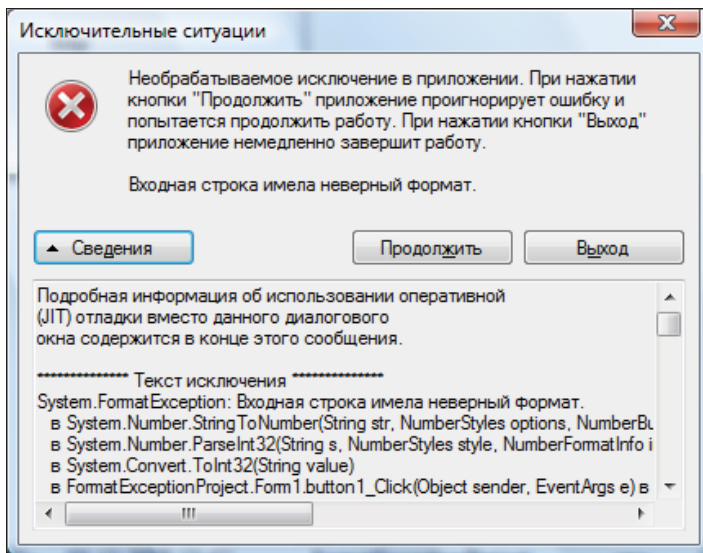 Исключительные ситуации
Необрабатываемое исключение в приложении. При нажатии
кнопки "Продолжить" приложение проигнорирует ошибку и
попытается продолжить работу. При нажатии кнопки "Выход"
приложение немедленно завершит работу.
Входная строка имела неверный формат.
Сведения
Продолжить
Выход
Подробная информация об использовании оперативной
(JIT) отладки вместо данного диалогового
окна содержится в конце этого сообщения.
************** Текст исключения **************
System.FormatException: Входная строка имела неверный формат.
в System.Number.StringToNumber(String str, NumberStyles options, NumberBu
в System.Number.ParseInt32(String s, NumberStyles style, NumberFormatInfo i
в System.Convert.ToInt32(String value)
в FormatExceptionProject.Form1.button1_Click(Object sender, EventArgs e) в